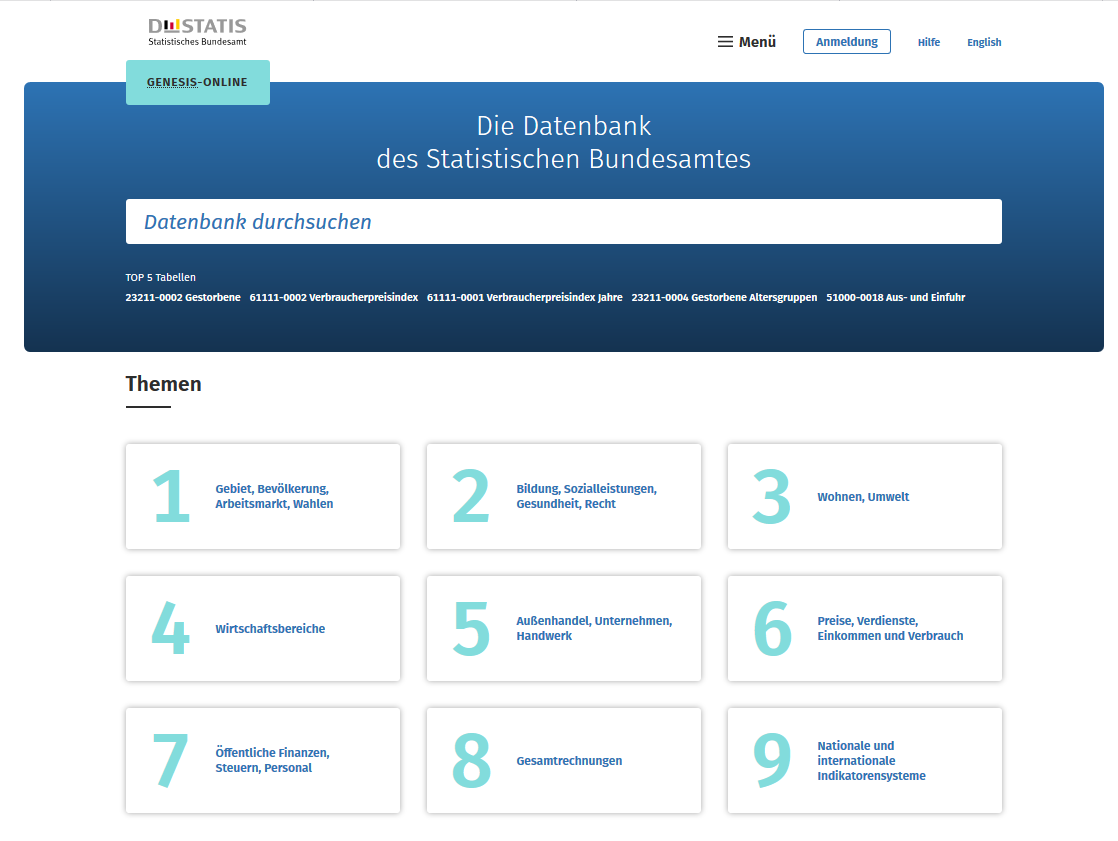 DESTATIS
Statistisches Bundesamt
Menü
Anmeldung
Hilfe
English
GENESIS-ONLINE
Die Datenbank
des Statistischen Bundesamtes
Datenbank durchsuchen
TOP 5 Tabellen
23211-0002 Gestorbene 61111-0002 Verbraucherpreisindex 61111-0001 Verbraucherpreisindex Jahre 23211-0004 Gestorbene Altersgruppen 51000-0018 Aus- und Einfuhr
Themen
1
Gebiet, Bevölkerung,
Arbeitsmarkt, Wahlen
2
Bildung, Sozialleistungen,
Gesundheit, Recht
3
Wohnen, Umwelt
4
Wirtschaftsbereiche
5
Außenhandel, Unternehmen,
Handwerk
6
Preise, Verdienste,
Einkommen und Verbrauch
7
Öffentliche Finanzen,
Steuern, Personal
8
Gesamtrechnungen
9
Nationale und
internationale
Indikatorensysteme